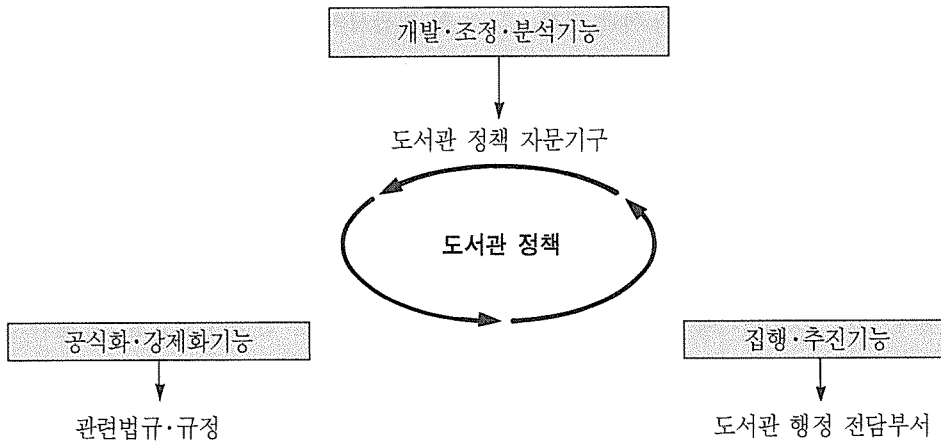 개발·조정·분석기능
도서관 정책 자문기구
도서관 정책
공식화·강제화기능
집행·추진기능
관련법규·규정
도서관 행정 전담부서